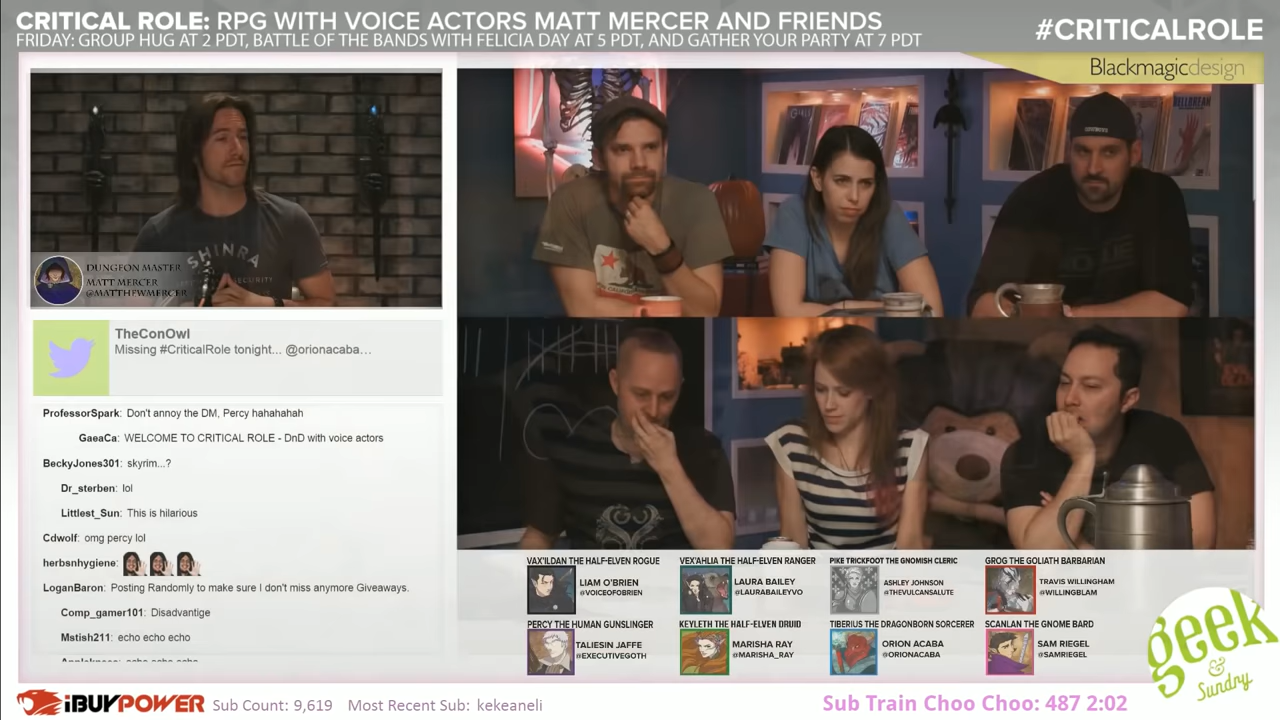 CRITICAL ROLE: RPG WITH VOICE ACTORS MATT MERCER AND FRIENDS
FRIDAY: GROUP HUG AT 2 PDT, BATTLE OF THE BANDS WITH FELICIA DAY AT 5 PDT, AND GATHER YOUR PARTY AT 7 PDT
#CRITICALROLE
Blackmagicdesign
SHINRA
SECURITY
DUNGEON MASTER
MATT MERCER
@MATTHEWMERCER
TheConOwl
Missing #CriticalRole tonight... @orionacaba…
ProfessorSpark: Don't annoy the DM, Percy hahahahah
GaeaCa: WELCOME TO CRITICAL ROLE - DnD with voice actors
BeckyJones301: skyrim...?
Dr_sterben: lol
Littlest_Sun: This is hilarious
Cdwolf: omg percy lol
herbsnhygiene:
LoganBaron: Posting Randomly to make sure I don't miss anymore Giveaways.
Comp_gamer101: Disadvantige
Mstish211: echo echo echo
VAX'ILDAN THE HALF-ELVEN ROGUE
LIAM O'BRIEN
@VOICEOFOBRIEN
VEX'AHLIA THE HALF-ELVEN RANGER
LAURA BAILEY
@LAURABAILEYVO
PIKE TRICKFOOT THE GNOMISH CLERIC
ASHLEY JOHNSON
@THEVULCANSALUTE
GROG THE GOLIATH BARBARIAN
TRAVIS WILLINGHAM
@WILLINGBLAM
PERCY THE HUMAN GUNSLINGER
TALIESIN JAFFE
@EXECUTIVEGOTH
KEYLETH THE HALF-ELVEN DRUID
MARISHA RAY
@MARISHA_RAY
TIBERIUS THE DRAGONBORN SORCERER
ORION ACABA
@ORIONACABA
SCANLAN THE GNOME BARD
SAM RIEGEL
@SAMRIEGEL
geek
&
Sundry
iBUYPOWER
Sub Count: 9,619 Most Recent Sub: kekeaneli
Sub Train Choo Choo: 487 2:02